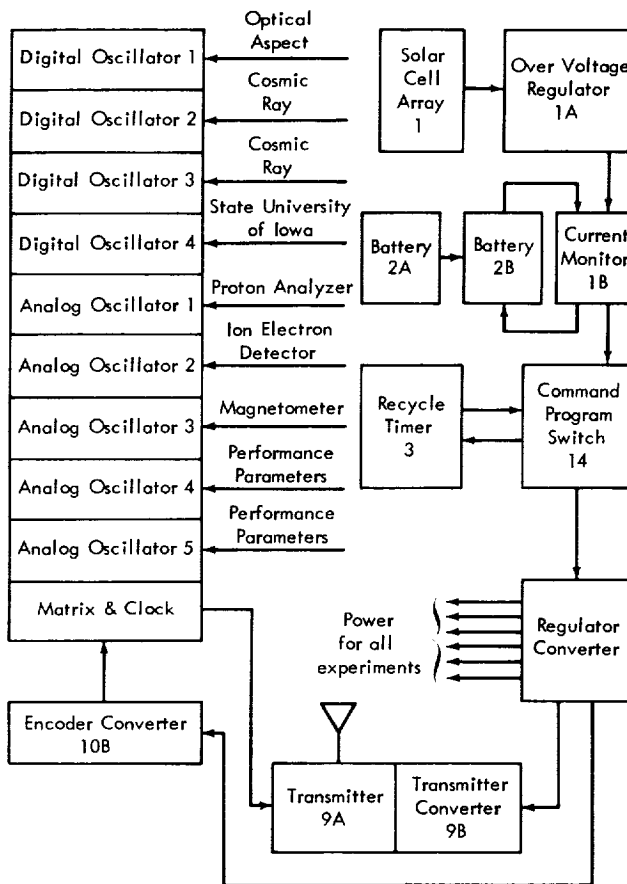 Digital Oscillator 1
Digital Oscillator 2
Digital Oscillator 3
Digital Oscillator 4
Analog Oscillator 1
Analog Oscillator 2
Analog Oscillator 3
Analog Oscillator 4
Analog Oscillator 5
Matrix & Clock
Encoder Converter
10B
Optical
Aspect
Cosmic
Ray
Cosmic
Ray
State University
of Iowa
Proton Analyzer
Ion Electron
Detector
Magnetometer
Performance
Parameters
Performance
Parameters
Solar
Cell
Array
1
Over Voltage
Regulator
1A
Battery
2A
Battery
2B
Current
Monitor
1B
Recycle
Timer
3
Command
Program
Switch
14
Power
for all
experiments
Regulator
Converter
Transmitter
9A
Transmitter
Converter
9B